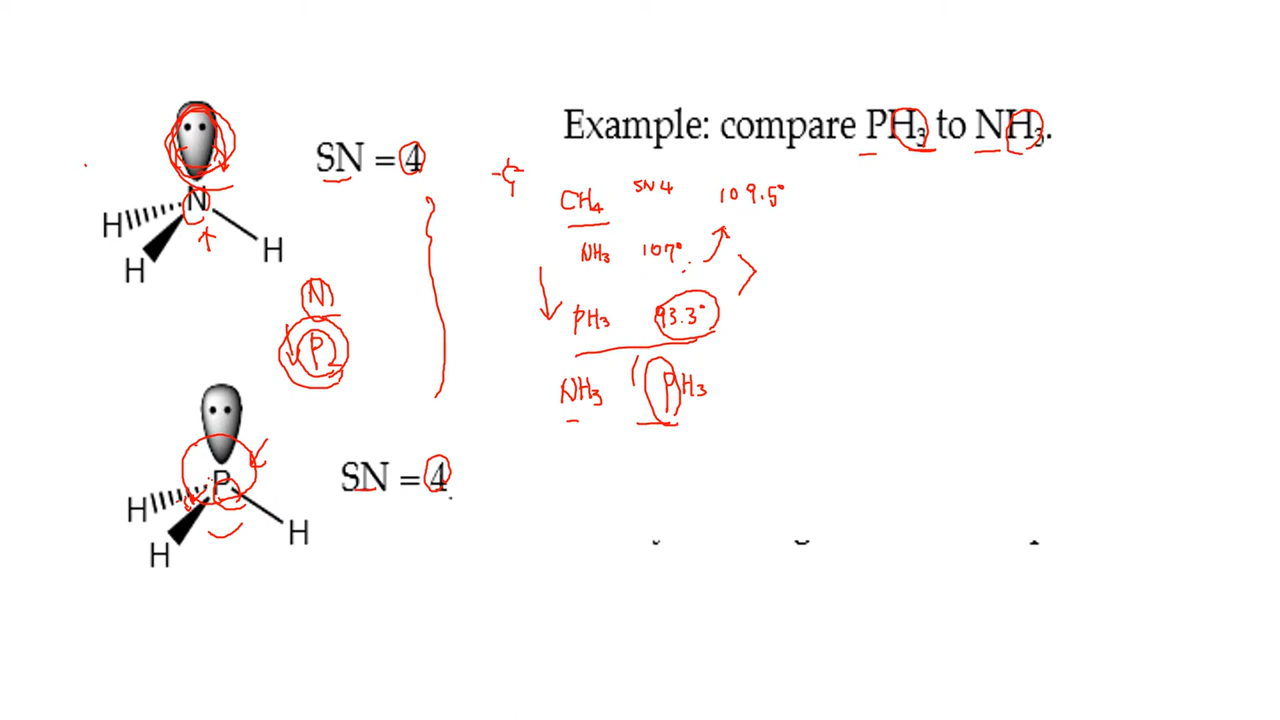 Example: compare PH₃ to NH₃.
N
H
H
H
SN = 4
CH₄ SN 4 109.5°
NH₃ 107°
PH₃ 93.3°
NH₃ PH₃
N
P
P
H
H
H
SN = 4